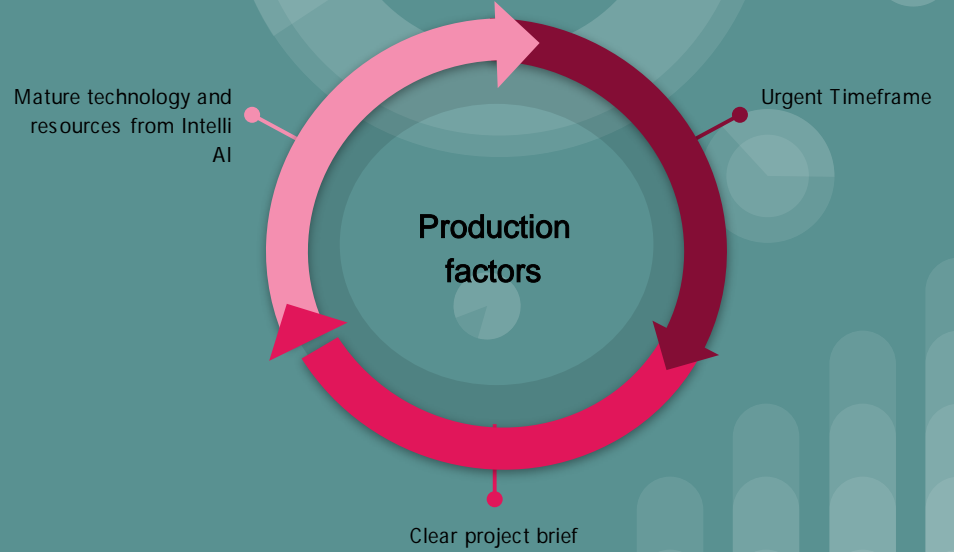 Mature technology and
resources from Intelli
AI
Urgent Timeframe
Production
factors
Clear project brief